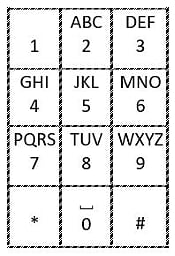 ABC DEF
1 2 3
GHI JKL MNO
4 5 6
PQRS TUV WXYZ
7 8 9
⎵
* 0 #